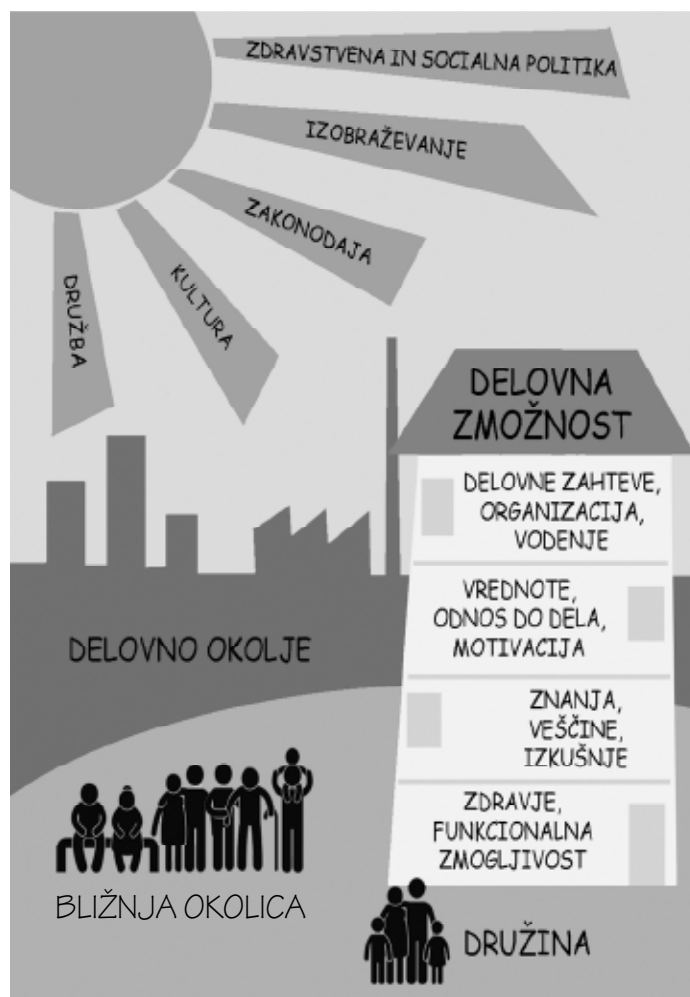 ZDRAVSTVENA IN SOCIALNA POLITIKA
IZOBRAŽEVANJE
ZAKONODAJA
KULTURA
DRUŽBA
DELOVNA
ZMOŽNOST
DELOVNE ZAHTEVE,
ORGANIZACIJA,
VODENJE
VREDNOTE,
ODNOS DO DELA,
MOTIVACIJA
ZNANJA,
VEŠČINE,
IZKUŠNJE
ZDRAVJE,
FUNKCIONALNA
ZMOGLJIVOST
DELOVNO OKOLJE
BLIŽNJA OKOLICA
DRUŽINA